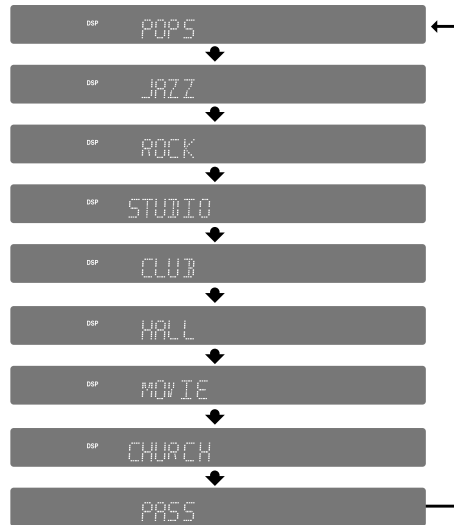 DSP POPS
DSP JAZZ
DSP ROCK
DSP STUDIO
DSP CLUB
DSP HALL
DSP MOVIE
DSP CHURCH
PASS